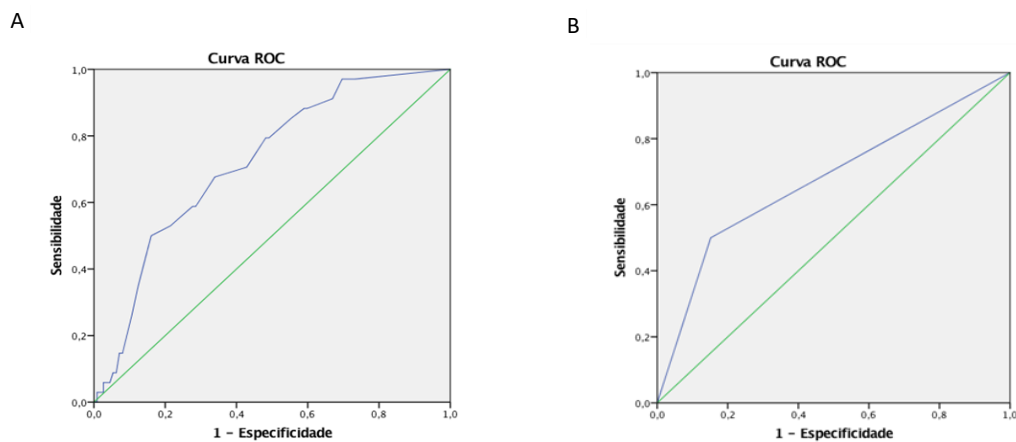 A
Curva ROC
Sensibilidade
1,0
0,8
0,6
0,4
0,2
0,0
0,0 0,2 0,4 0,6 0,8 1,0
1 – Especificidade
B
Curva ROC
Sensibilidade
1,0
0,8
0,6
0,4
0,2
0,0
0,0 0,2 0,4 0,6 0,8 1,0
1 – Especificidade